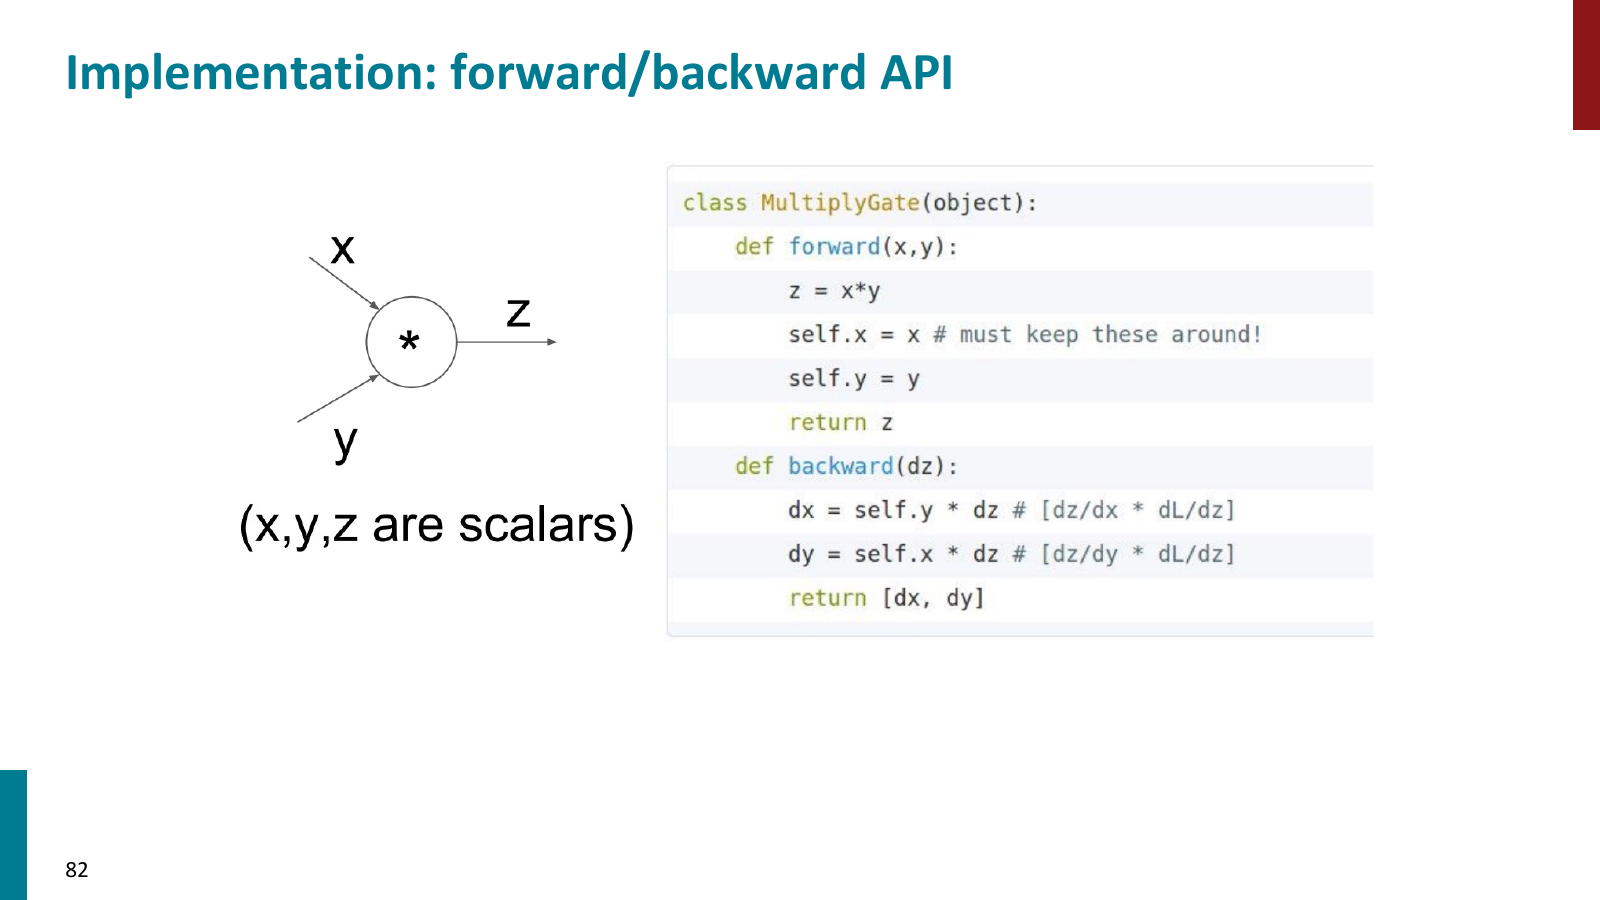 Implementation: forward/backward API
x
z
*
y
(x,y,z are scalars)
class MultiplyGate(object):
    def forward(x,y):
        z = x*y
        self.x = x # must keep these around!
        self.y = y
        return z
    def backward(dz):
        dx = self.y * dz # [dz/dx * dL/dz]
        dy = self.x * dz # [dz/dy * dL/dz]
        return [dx, dy]
82